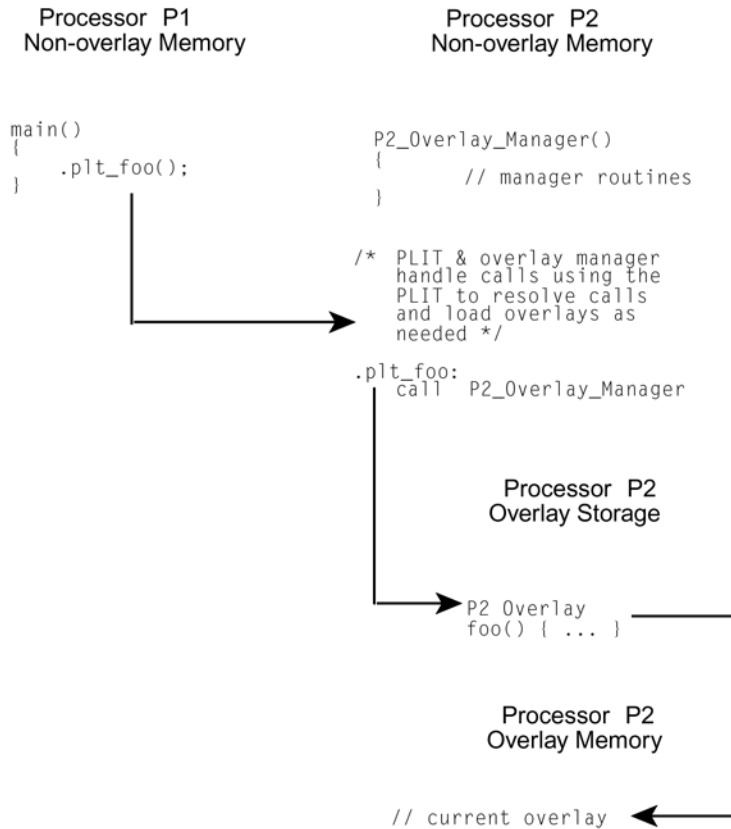 Processor P1
Non-overlay Memory
Processor P2
Non-overlay Memory
main()
{
.plt_foo();
}
P2_Overlay_Manager()
{
// manager routines
}
/* PLIT & overlay manager
handle calls using the
PLIT to resolve calls
and load overlays as
needed */
.plt_foo:
call P2_Overlay_Manager
Processor P2
Overlay Storage
P2 Overlay
foo() { ... }
Processor P2
Overlay Memory
// current overlay